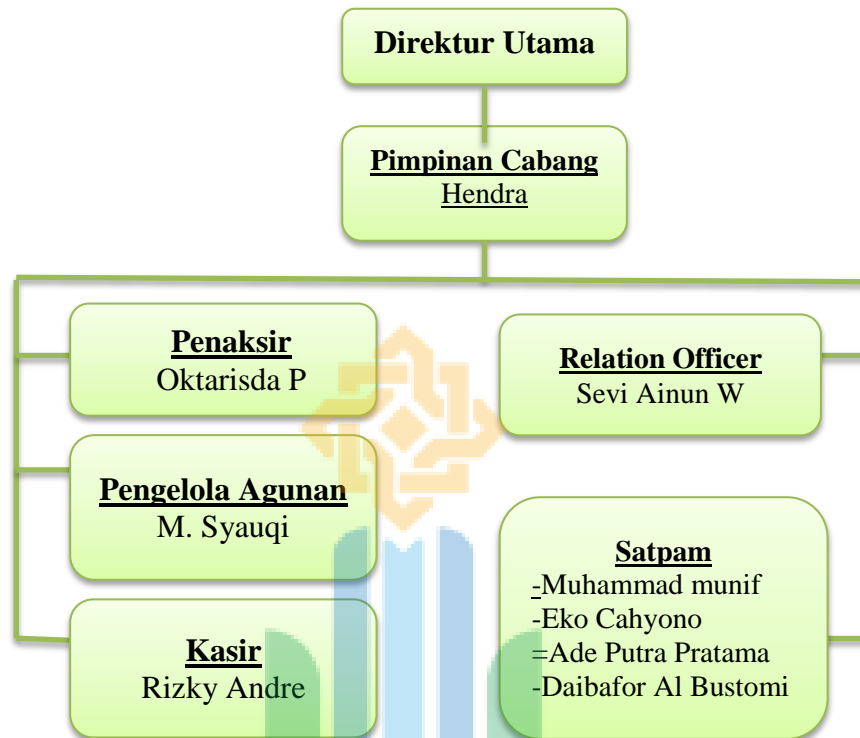 Direktur Utama
Pimpinan Cabang
Hendra
Penaksir
Oktarisda P
Relation Officer
Sevi Ainun W
Pengelola Agunan
M. Syauqi
Satpam
-Muhammad munif
-Eko Cahyono
=Ade Putra Pratama
-Daibafor Al Bustomi
Kasir
Rizky Andre